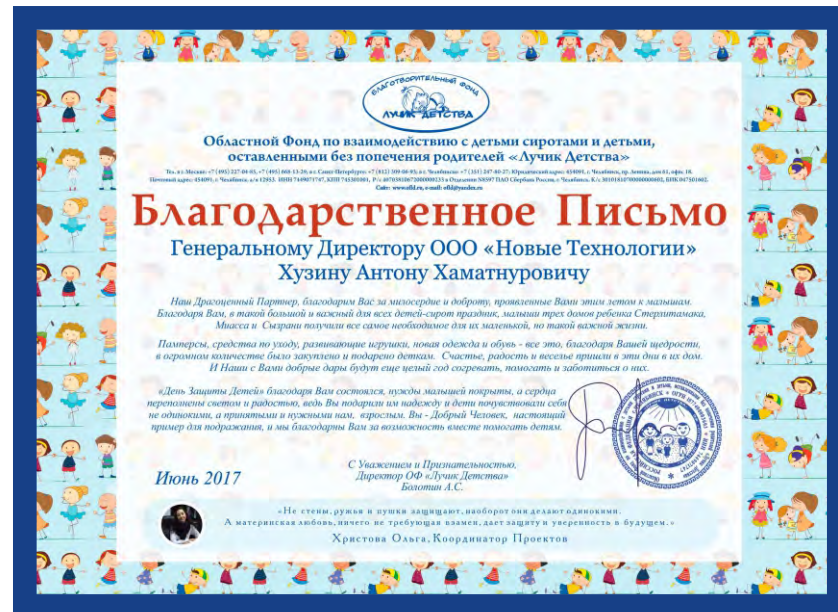 БЛАГОТВОРИТЕЛЬНЫЙ ФОНД
ЛУЧИК ДЕТСТВА
Областной Фонд по взаимодействию с детьми сиротами и детьми,
оставленными без попечения родителей «Лучик Детства»
Благодарственное Письмо
Генеральному Директору ООО «Новые Технологии»
Хузину Антону Хаматнуровичу
Наш Драгоценный Партнер, благодарим Вас за милосердие и доброту, проявленные Вами этим летом к малышам.
Благодаря Вам, в такой большой и важный для всех детей-сирот праздник, малыши трех домов ребенка Стерлитамака,
Миасса и Сызрани получили все самое необходимое для их маленькой, но такой важной жизни.
Памперсы, средства по уходу, развивающие игрушки, новая одежда и обувь - все это, благодаря Вашей щедрости,
в огромном количестве было закуплено и подарено деткам. Счастье, радость и веселье пришли в эти дни в их дом.
И Наши с Вами добрые дары будут еще целый год согревать, помогать и заботиться о них.
«День Защиты Детей» благодаря Вам состоялся, нужды малышей покрыты, а сердца
переполнены светом и радостью, ведь Вы подарили им надежду и дети почувствовали себя
не одинокими, а принятыми и нужными нам, взрослым. Вы - Добрый Человек, настоящий
пример для подражания, и мы благодарны Вам за возможность вместе помогать детям.
Июнь 2017
С Уважением и Признательностью,
Директор ОФ «Лучик Детства»
Болотин А.С.
«Не стены, ружья и пушки защищают, наоборот они делают одинокими.
А материнская любовь, ничего не требующая взамен, дает защиту и уверенность в будущем.»
Христова Ольга, Координатор Проектов